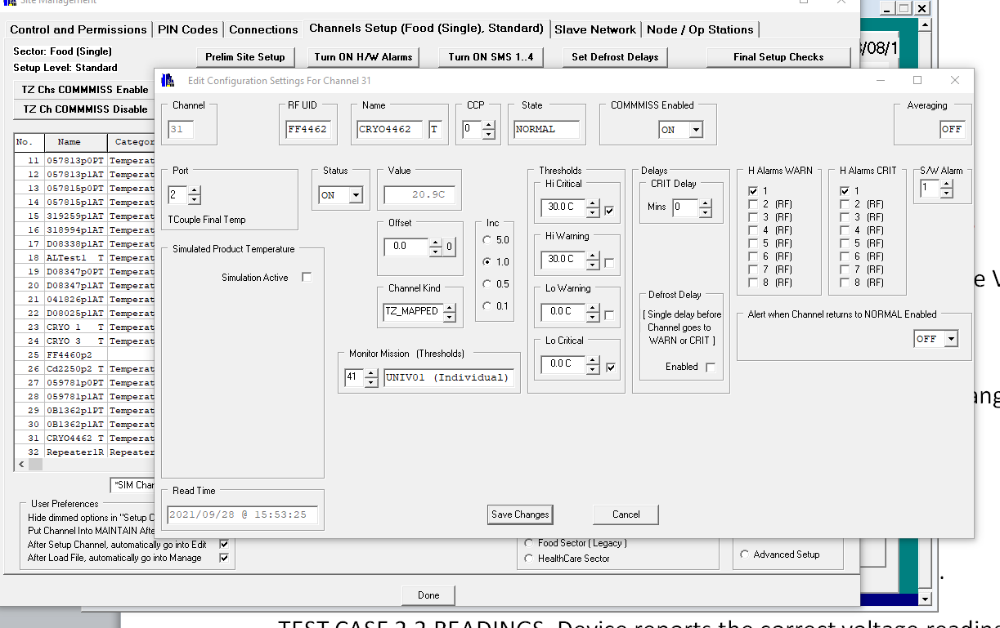 Site Management
Control and Permissions PIN Codes Connections Channels Setup (Food (Single), Standard) Slave Network Node / Op Stations
Sector: Food (Single)
Setup Level: Standard
Prelim Site Setup Turn ON H/W Alarms Turn ON SMS 1..4 Set Defrost Delays Final Setup Checks
/08/1
TZ Chs COMMMISS Enable
TZ Ch COMMMISS Disable
No. Name Categor
11 057813p0PT Temperat
12 057813p1AT Temperat
13 057815p0PT Temperat
14 057815p1AT Temperat
15 319259p1AT Temperat
16 318994p1AT Temperat
17 D08338p1AT Temperat
18 ALTest1 T Temperat
19 D08347p0PT Temperat
20 D08347p1AT Temperat
21 041826p1AT Temperat
22 D08025p1AT Temperat
23 CRYO 1 T Temperat
24 CRYO 3 T Temperat
25 FF4460p2
26 Cd2250p2 T Temperat
27 059781p0PT Temperat
28 059781p1AT Temperat
29 0B1362p1PT Temperat
30 0B1362p1AT Temperat
31 CRYO4462 T Temperat
32 Repeater1R Repeater
*SIM Chan
User Preferences
Hide dimmed options in "Setup C
Put Channel Into MAINTAIN Afte
After Setup Channel, automatically go into Edit
After Load File, automatically go into Manage
Edit Configuration Settings For Channel 31
Channel
31
RF UID
FF4462
Name
CRYO4462 T
CCP
0
State
NORMAL
COMMMISS Enabled
ON
Averaging
OFF
Port
2
TCouple Final Temp
Status
ON
Value
20.9C
Offset
0.0 0
Channel Kind
TZ_MAPPED
Inc
5.0
1.0
0.5
0.1
Monitor Mission (Thresholds)
41 UNIV01 (Individual)
Simulated Product Temperature
Simulation Active
Thresholds
Hi Critical
30.0 C
Hi Warning
30.0 C
Lo Warning
0.0 C
Lo Critical
0.0 C
Delays
CRIT Delay
Mins 0
Defrost Delay
[ Single delay before
Channel goes to
WARN or CRIT ]
Enabled
H Alarms WARN
1
2 (RF)
3 (RF)
4 (RF)
5 (RF)
6 (RF)
7 (RF)
8 (RF)
H Alarms CRIT
1
2 (RF)
3 (RF)
4 (RF)
5 (RF)
6 (RF)
7 (RF)
8 (RF)
S/W Alarm
1
Alert when Channel returns to NORMAL Enabled
OFF
Read Time
2021/09/28 @ 15:53:25
Save Changes Cancel
Food Sector ( Legacy )
HealthCare Sector
Advanced Setup
Done
e V
ang
.
TEST CASE 2.2 READINGS Device reports the correct voltage reading